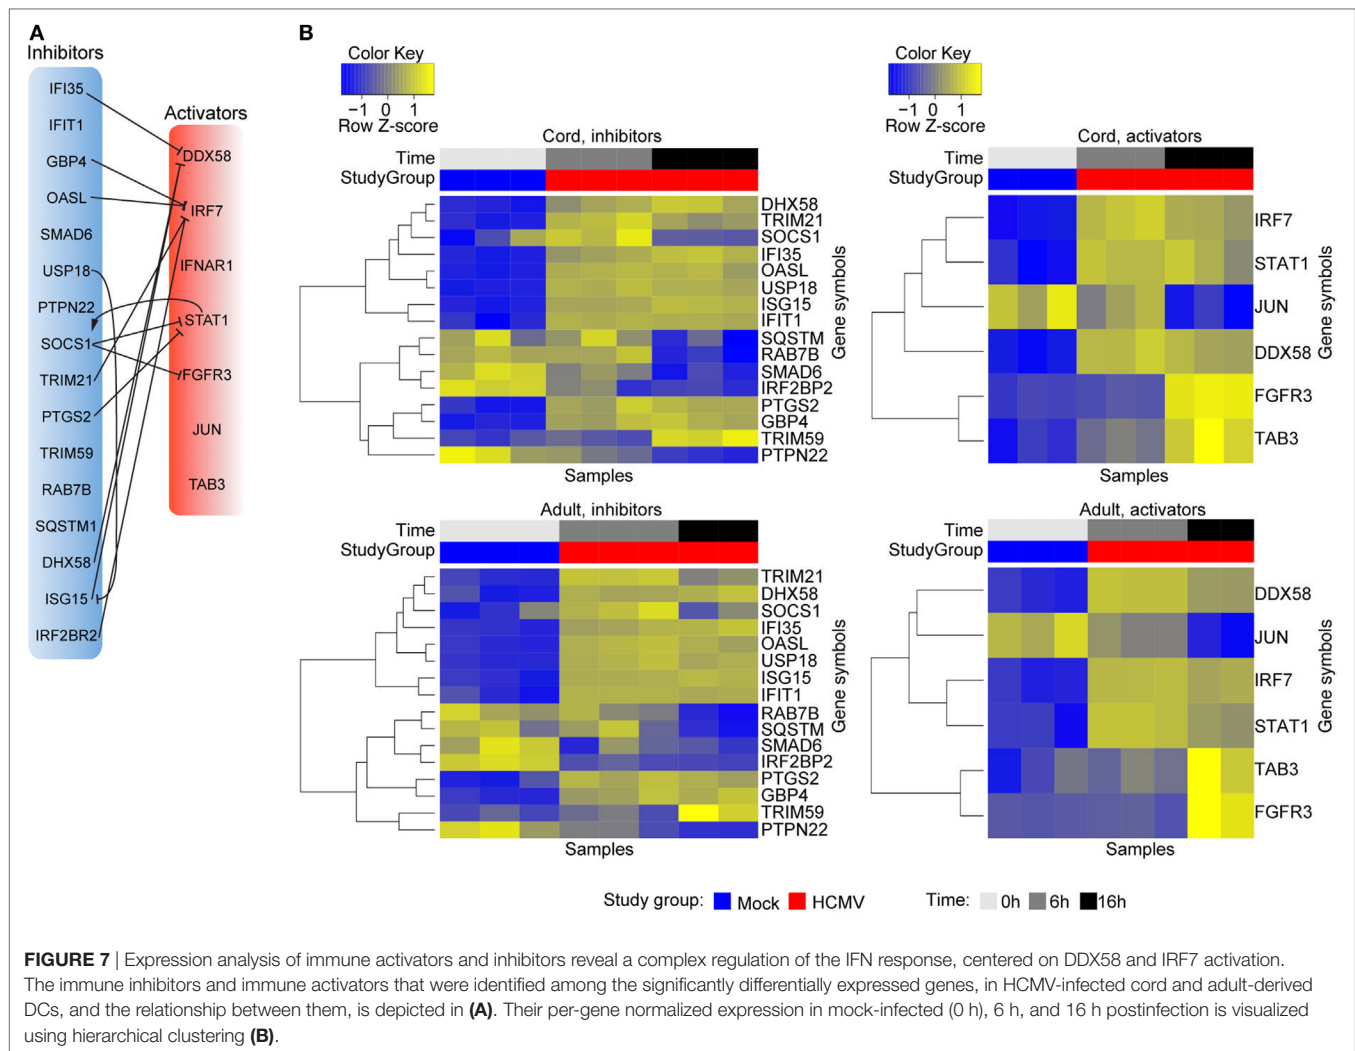 A
Inhibitors
IFI35
IFIT1
GBP4
OASL
SMAD6
USP18
PTPN22
SOCS1
TRIM21
PTGS2
TRIM59
RAB7B
SQSTM1
DHX58
ISG15
IRF2BR2
Activators
DDX58
IRF7
IFNAR1
STAT1
FGFR3
JUN
TAB3
B
Color Key
−1 0 1
Row Z-score
Cord, inhibitors
Time
StudyGroup
DHX58
TRIM21
SOCS1
IFI35
OASL
USP18
ISG15
IFIT1
SQSTM
RAB7B
SMAD6
IRF2BP2
PTGS2
GBP4
TRIM59
PTPN22
Gene symbols
Samples
Color Key
−1 0 1
Row Z-score
Cord, activators
IRF7
STAT1
JUN
DDX58
FGFR3
TAB3
Gene symbols
Samples
Adult, inhibitors
Time
StudyGroup
TRIM21
DHX58
SOCS1
IFI35
OASL
USP18
ISG15
IFIT1
RAB7B
SQSTM
SMAD6
IRF2BP2
PTGS2
GBP4
TRIM59
PTPN22
Gene symbols
Samples
Adult, activators
DDX58
JUN
IRF7
STAT1
TAB3
FGFR3
Gene symbols
Samples
Study group: Mock HCMV Time: 0h 6h 16h
FIGURE 7 | Expression analysis of immune activators and inhibitors reveal a complex regulation of the IFN response, centered on DDX58 and IRF7 activation.
The immune inhibitors and immune activators that were identified among the significantly differentially expressed genes, in HCMV-infected cord and adult-derived
DCs, and the relationship between them, is depicted in (A). Their per-gene normalized expression in mock-infected (0 h), 6 h, and 16 h postinfection is visualized
using hierarchical clustering (B).